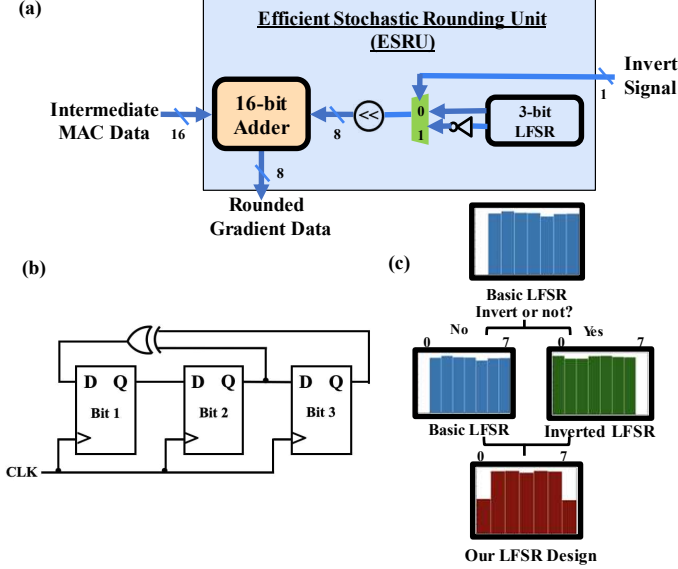 (a)
Efficient Stochastic Rounding Unit
(ESRU)
Invert
Signal
1
Intermediate
MAC Data
16
16-bit
Adder
8
<<
0
1
3-bit
LFSR
8
Rounded
Gradient Data
(b)
D Q
Bit 1
D Q
Bit 2
D Q
Bit 3
CLK
(c)
Basic LFSR
Invert or not?
No
Yes
0 7
0 7
Basic LFSR
Inverted LFSR
0 7
Our LFSR Design